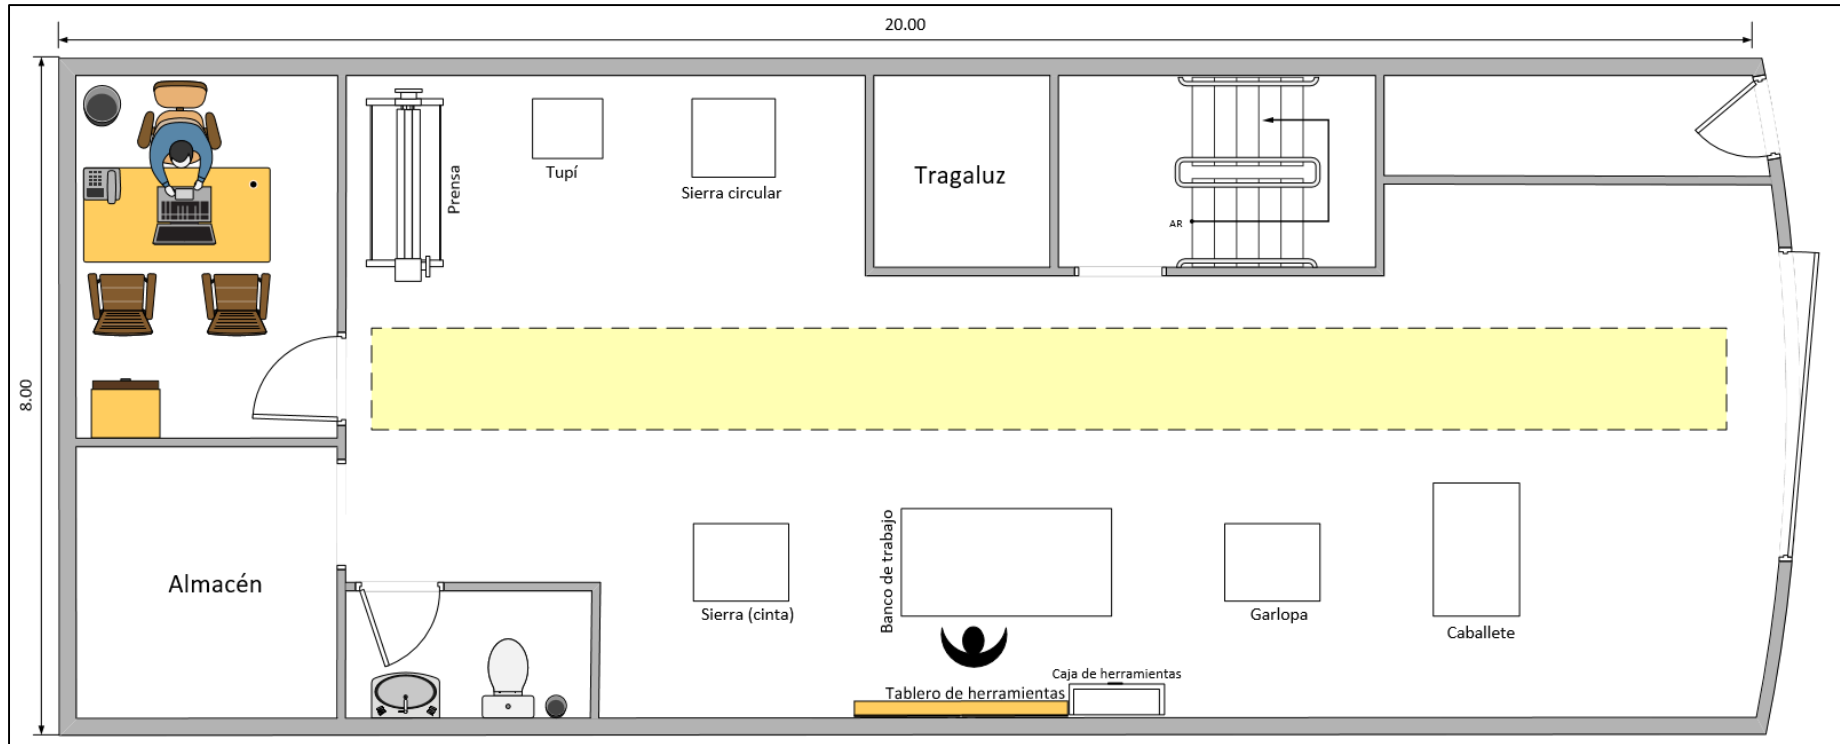 20.00
8.00
Prensa
Tupí
Sierra circular
Tragaluz
AR
Almacén
Sierra (cinta)
Banco de trabajo
Garlopa
Caballete
Caja de herramientas
Tablero de herramientas